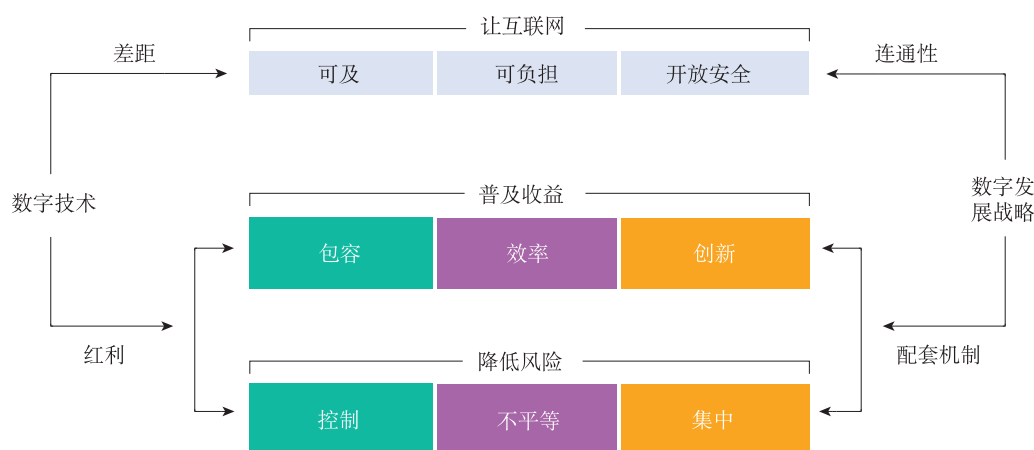 让互联网
差距
连通性
可及
可负担
开放安全
数字技术
普及收益
数字发
展战略
包容
效率
创新
红利
配套机制
降低风险
控制
不平等
集中